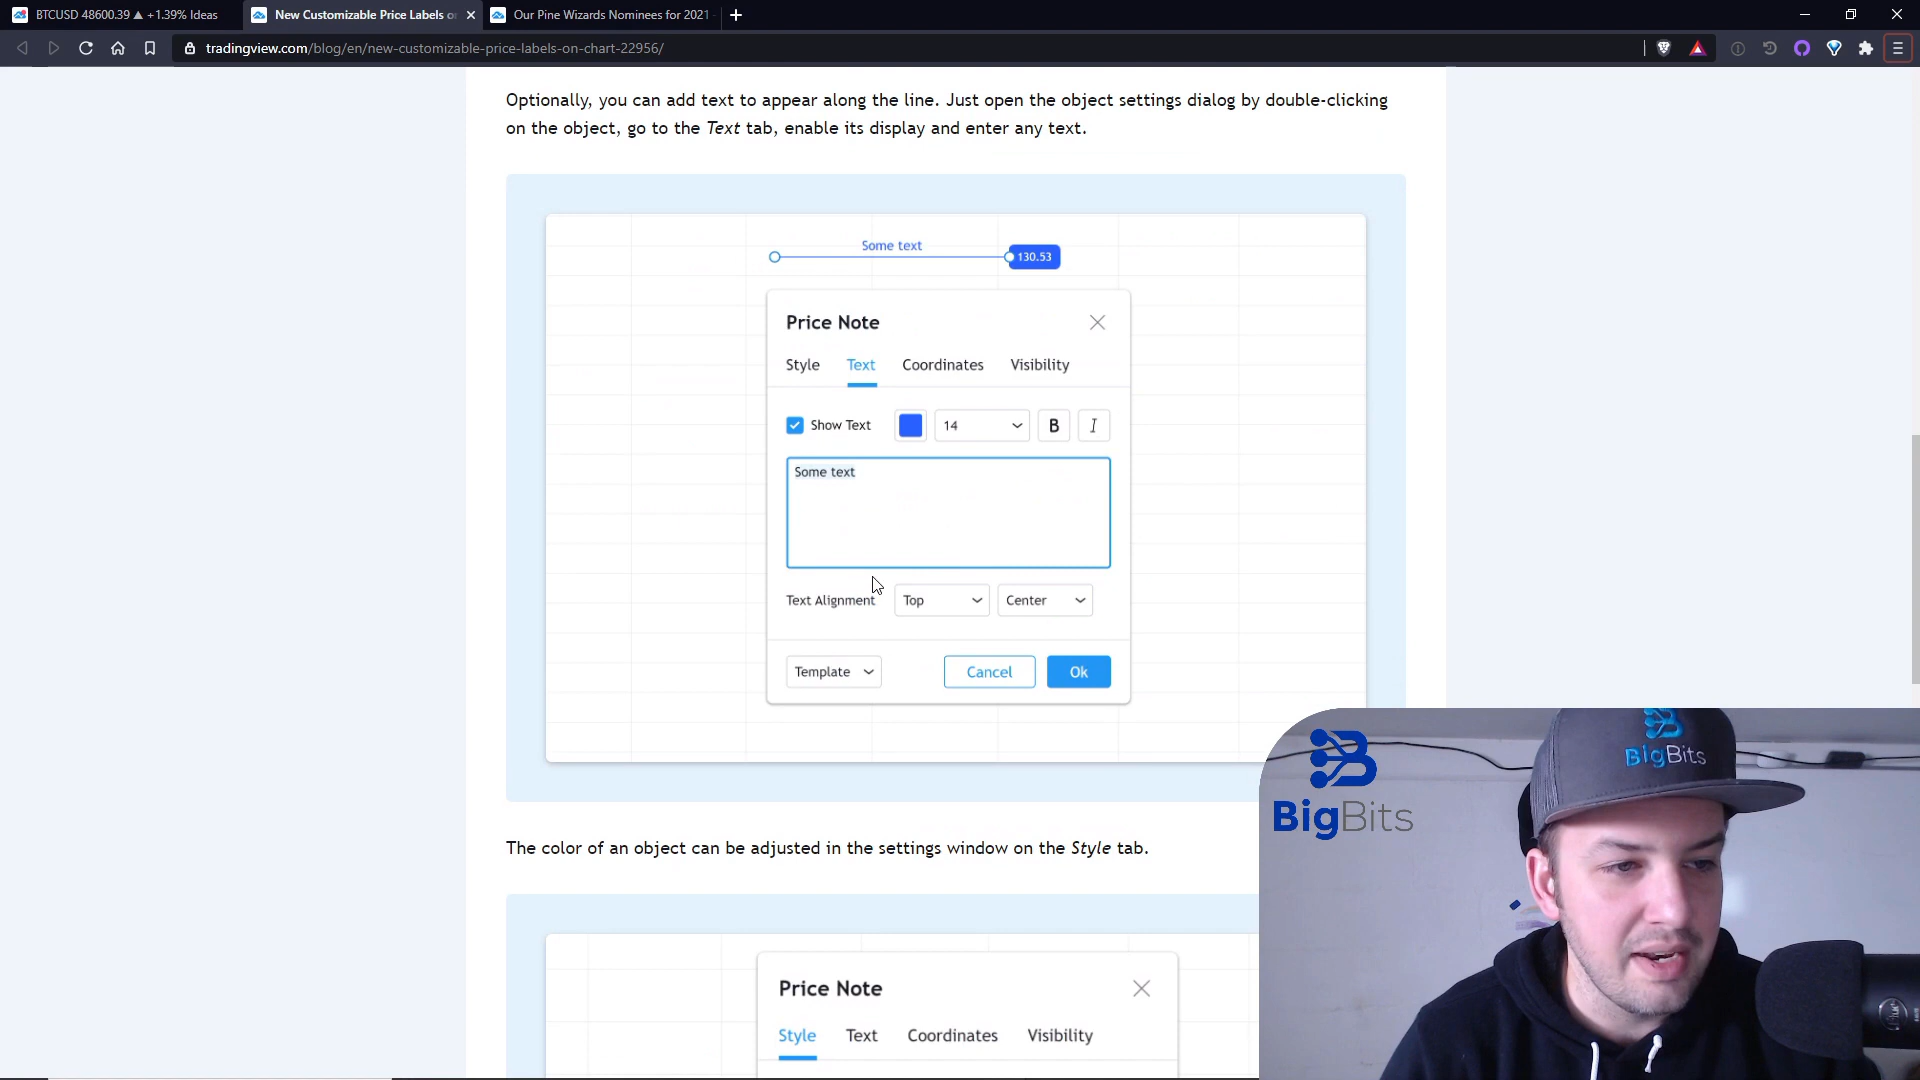 BTCUSD 48600.39 ▲ +1.39% Ideas
New Customizable Price Labels o
Our Pine Wizards Nominees for 2021
tradingview.com/blog/en/new-customizable-price-labels-on-chart-22956/
Optionally, you can add text to appear along the line. Just open the object settings dialog by double-clicking
on the object, go to the Text tab, enable its display and enter any text.
Some text
130.53
Price Note
Style Text Coordinates Visibility
Show Text 14 B I
Some text
Text Alignment Top Center
Template Cancel Ok
The color of an object can be adjusted in the settings window on the Style tab.
Price Note
Style Text Coordinates Visibility
BigBits
BigBits